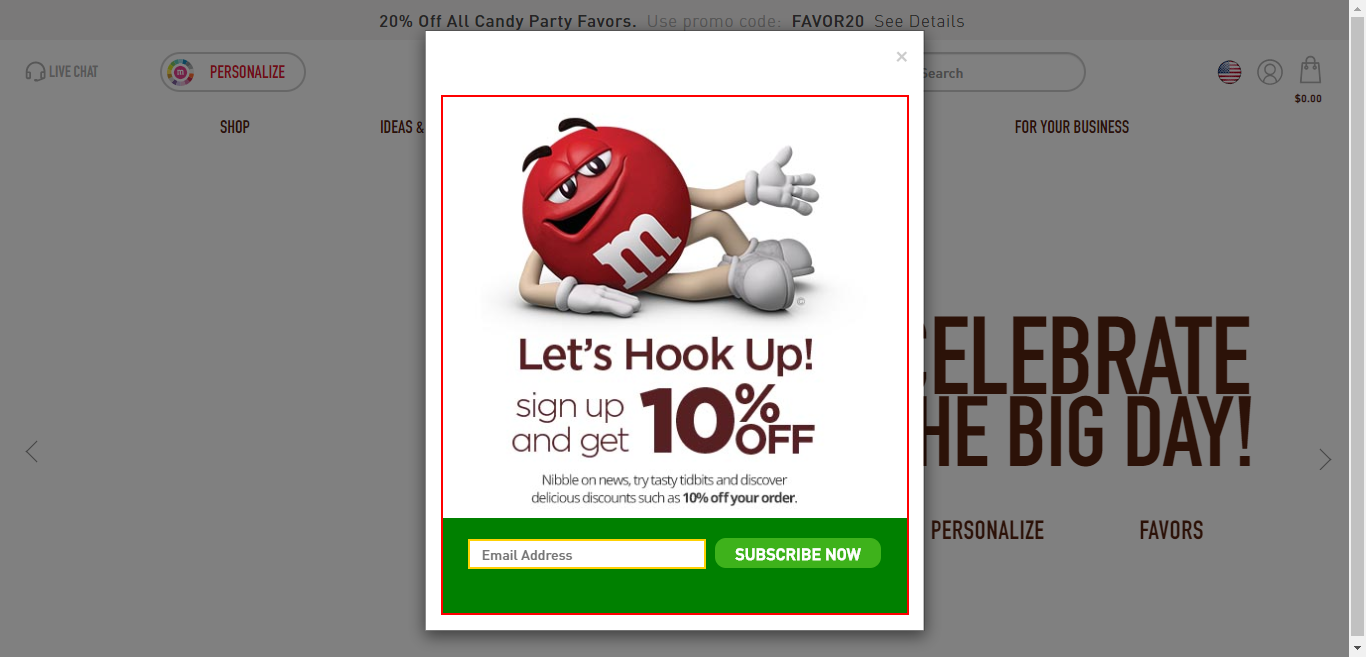 20% Off All Candy Party Favors. Use promo code: FAVOR20 See Details
×
LIVE CHAT
m
PERSONALIZE
Search
$0.00
SHOP
IDEAS &
FOR YOUR BUSINESS
m
©
Let's Hook Up!
sign up
and get
10%
OFF
Nibble on news, try tasty tidbits and discover
delicious discounts such as 10% off your order.
Email Address
SUBSCRIBE NOW
CELEBRATE
HE BIG DAY!
PERSONALIZE
FAVORS